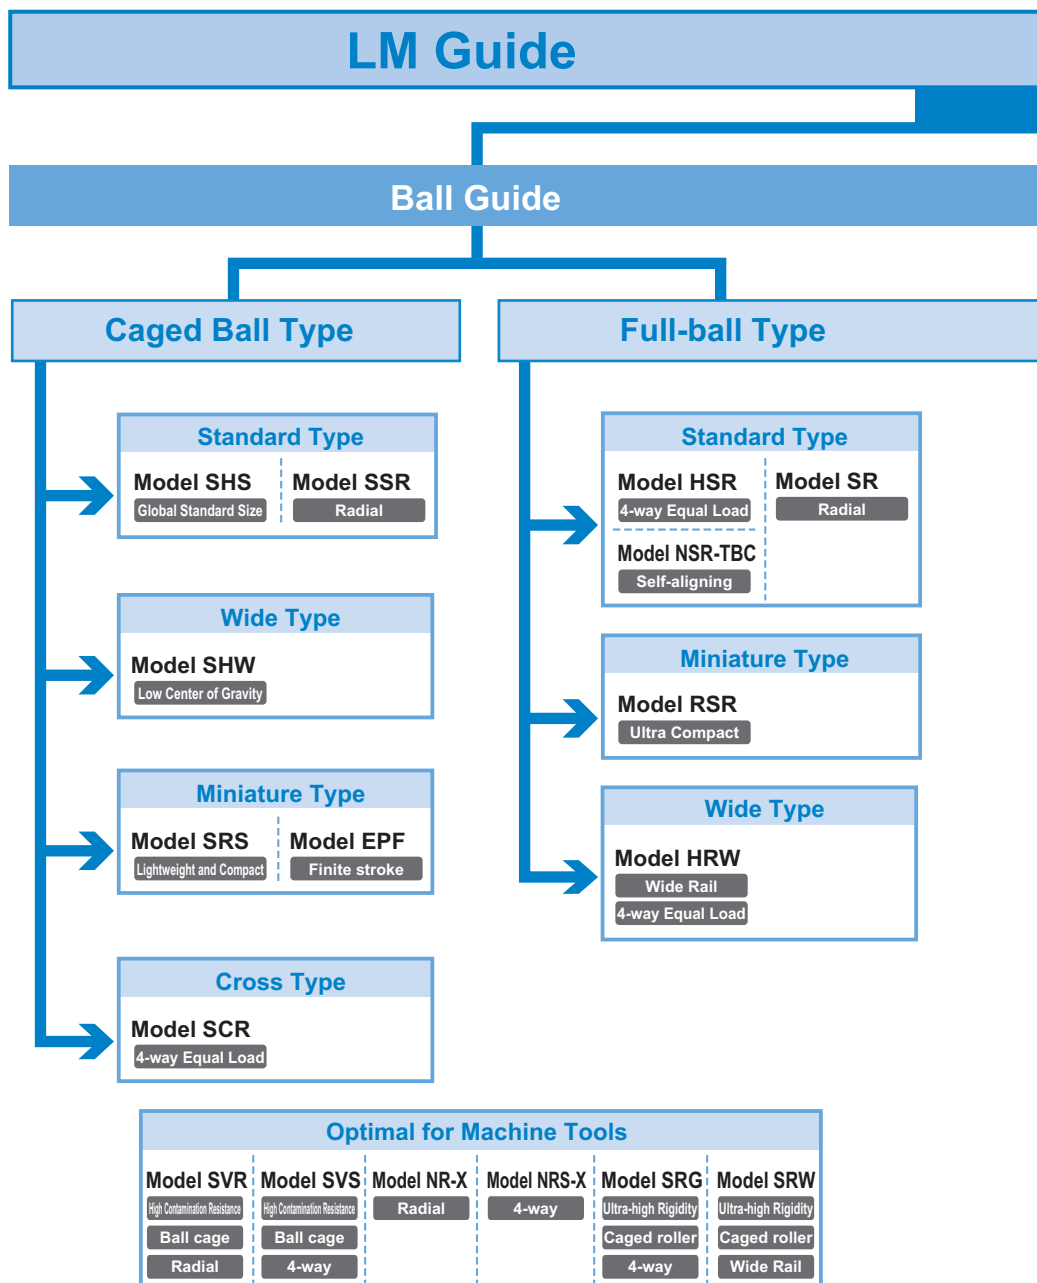 LM Guide
Ball Guide
Caged Ball Type
Standard Type
Model SHS
Global Standard Size
Model SSR
Radial
Wide Type
Model SHW
Low Center of Gravity
Miniature Type
Model SRS
Lightweight and Compact
Model EPF
Finite stroke
Cross Type
Model SCR
4-way Equal Load
Full-ball Type
Standard Type
Model HSR
4-way Equal Load
Model NSR-TBC
Self-aligning
Model SR
Radial
Miniature Type
Model RSR
Ultra Compact
Wide Type
Model HRW
Wide Rail
4-way Equal Load
Optimal for Machine Tools
Model SVR
High Contamination Resistance
Ball cage
Radial
Model SVS
High Contamination Resistance
Ball cage
4-way
Model NR-X
Radial
Model NRS-X
4-way
Model SRG
Ultra-high Rigidity
Caged roller
4-way
Model SRW
Ultra-high Rigidity
Caged roller
Wide Rail